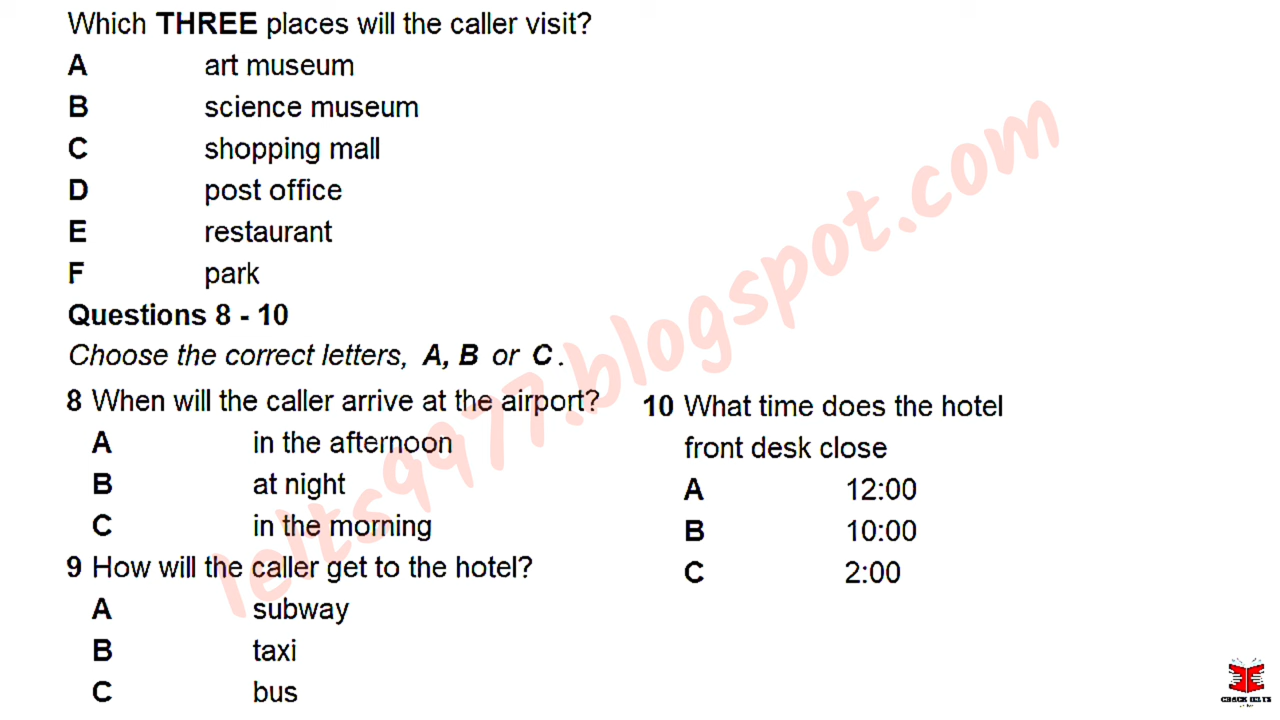 Which THREE places will the caller visit?
A art museum
B science museum
C shopping mall
D post office
E restaurant
F park
Questions 8 - 10
Choose the correct letters, A, B or C.
8 When will the caller arrive at the airport?
A in the afternoon
B at night
C in the morning
9 How will the caller get to the hotel?
A subway
B taxi
C bus
10 What time does the hotel
front desk close
A 12:00
B 10:00
C 2:00
Ielts9977.blogspot.com
CRACK IELTS